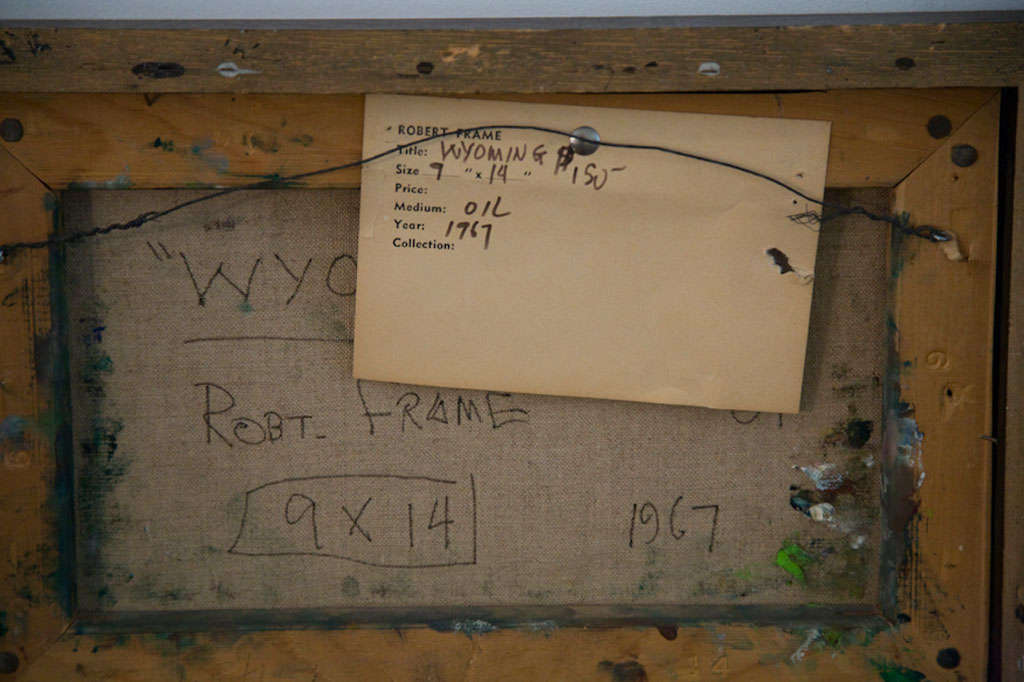 ROBERT FRAME
Title: WYOMING $150-
Size 9 " x 14 "
Price:
Medium: OIL
Year: 1967
Collection:
"WYO
ROBT. FRAME
9 X 14
1967